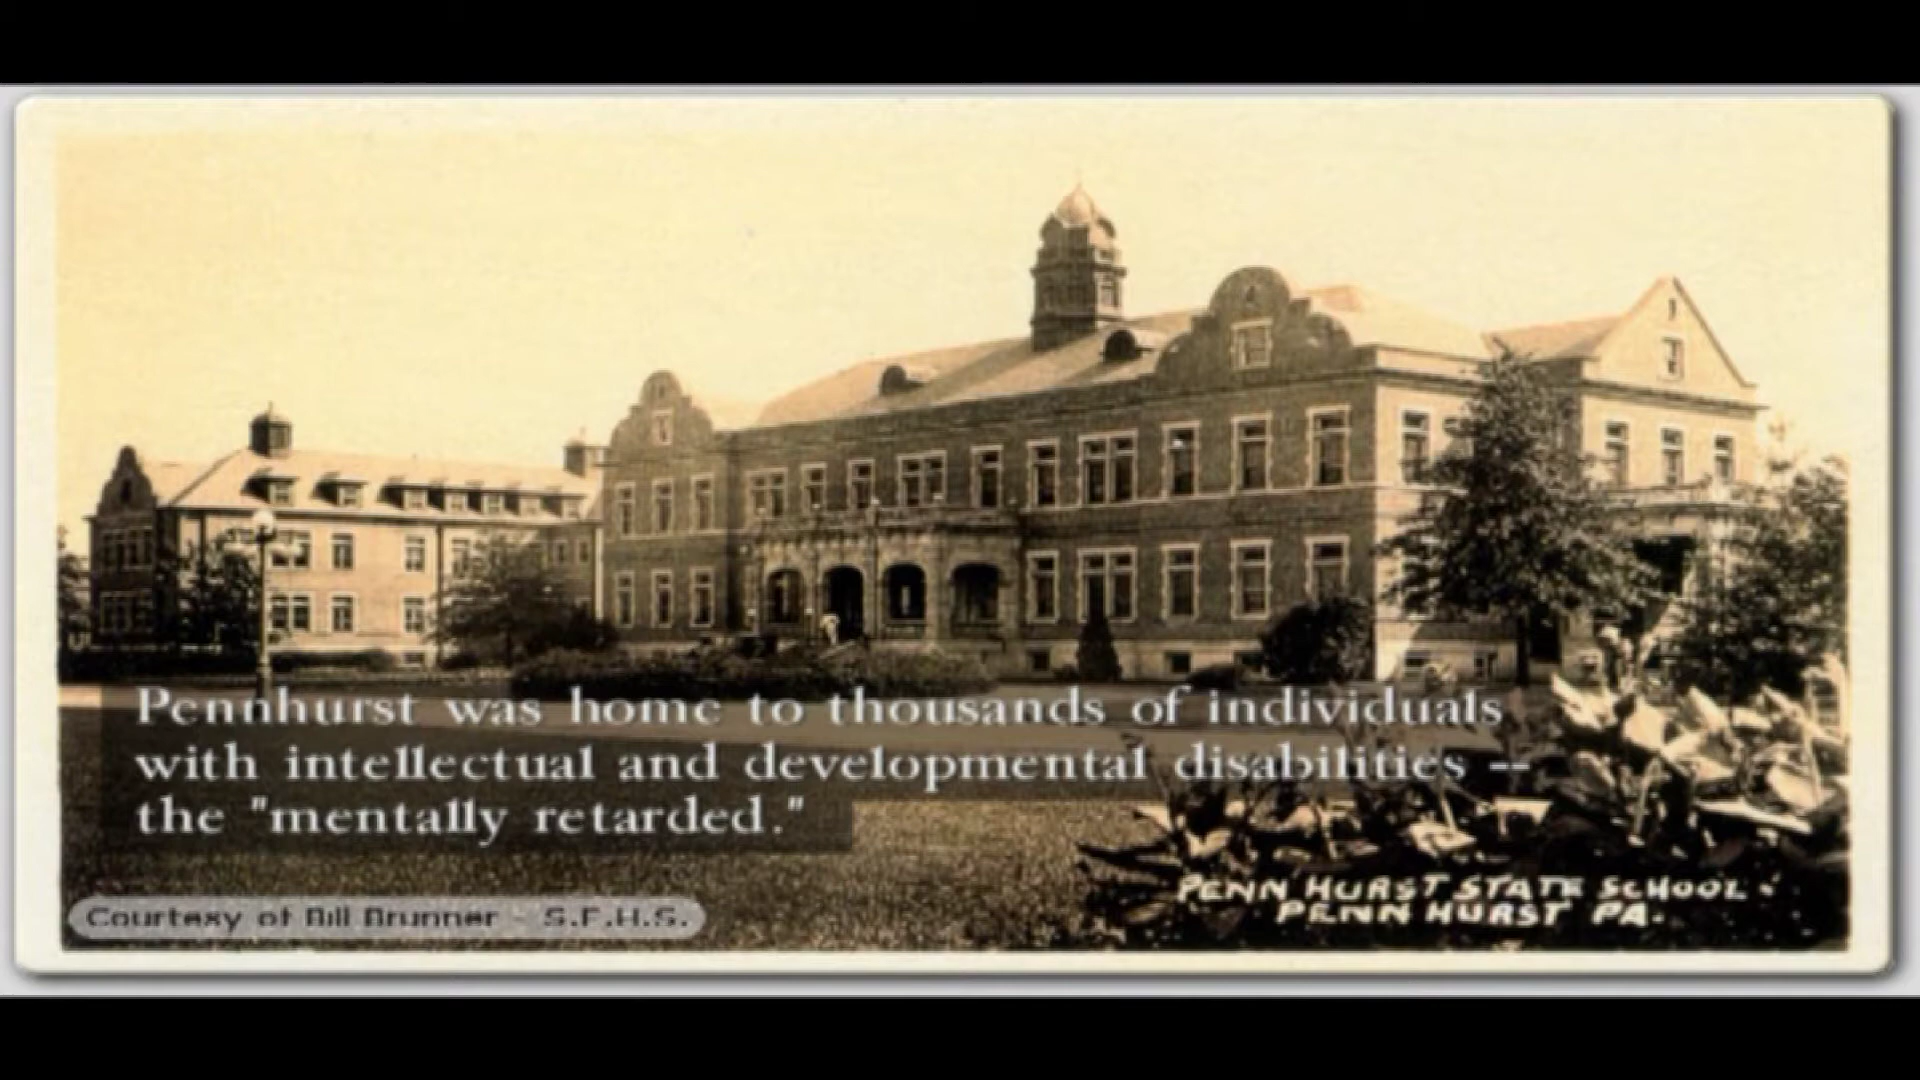 Pennhurst was home to thousands of individuals
with intellectual and developmental disabilities --
the "mentally retarded."
Courtesy of Bill Brunner - S.F.H.S.
PENN HURST STATE SCHOOL -
PENN HURST PA.